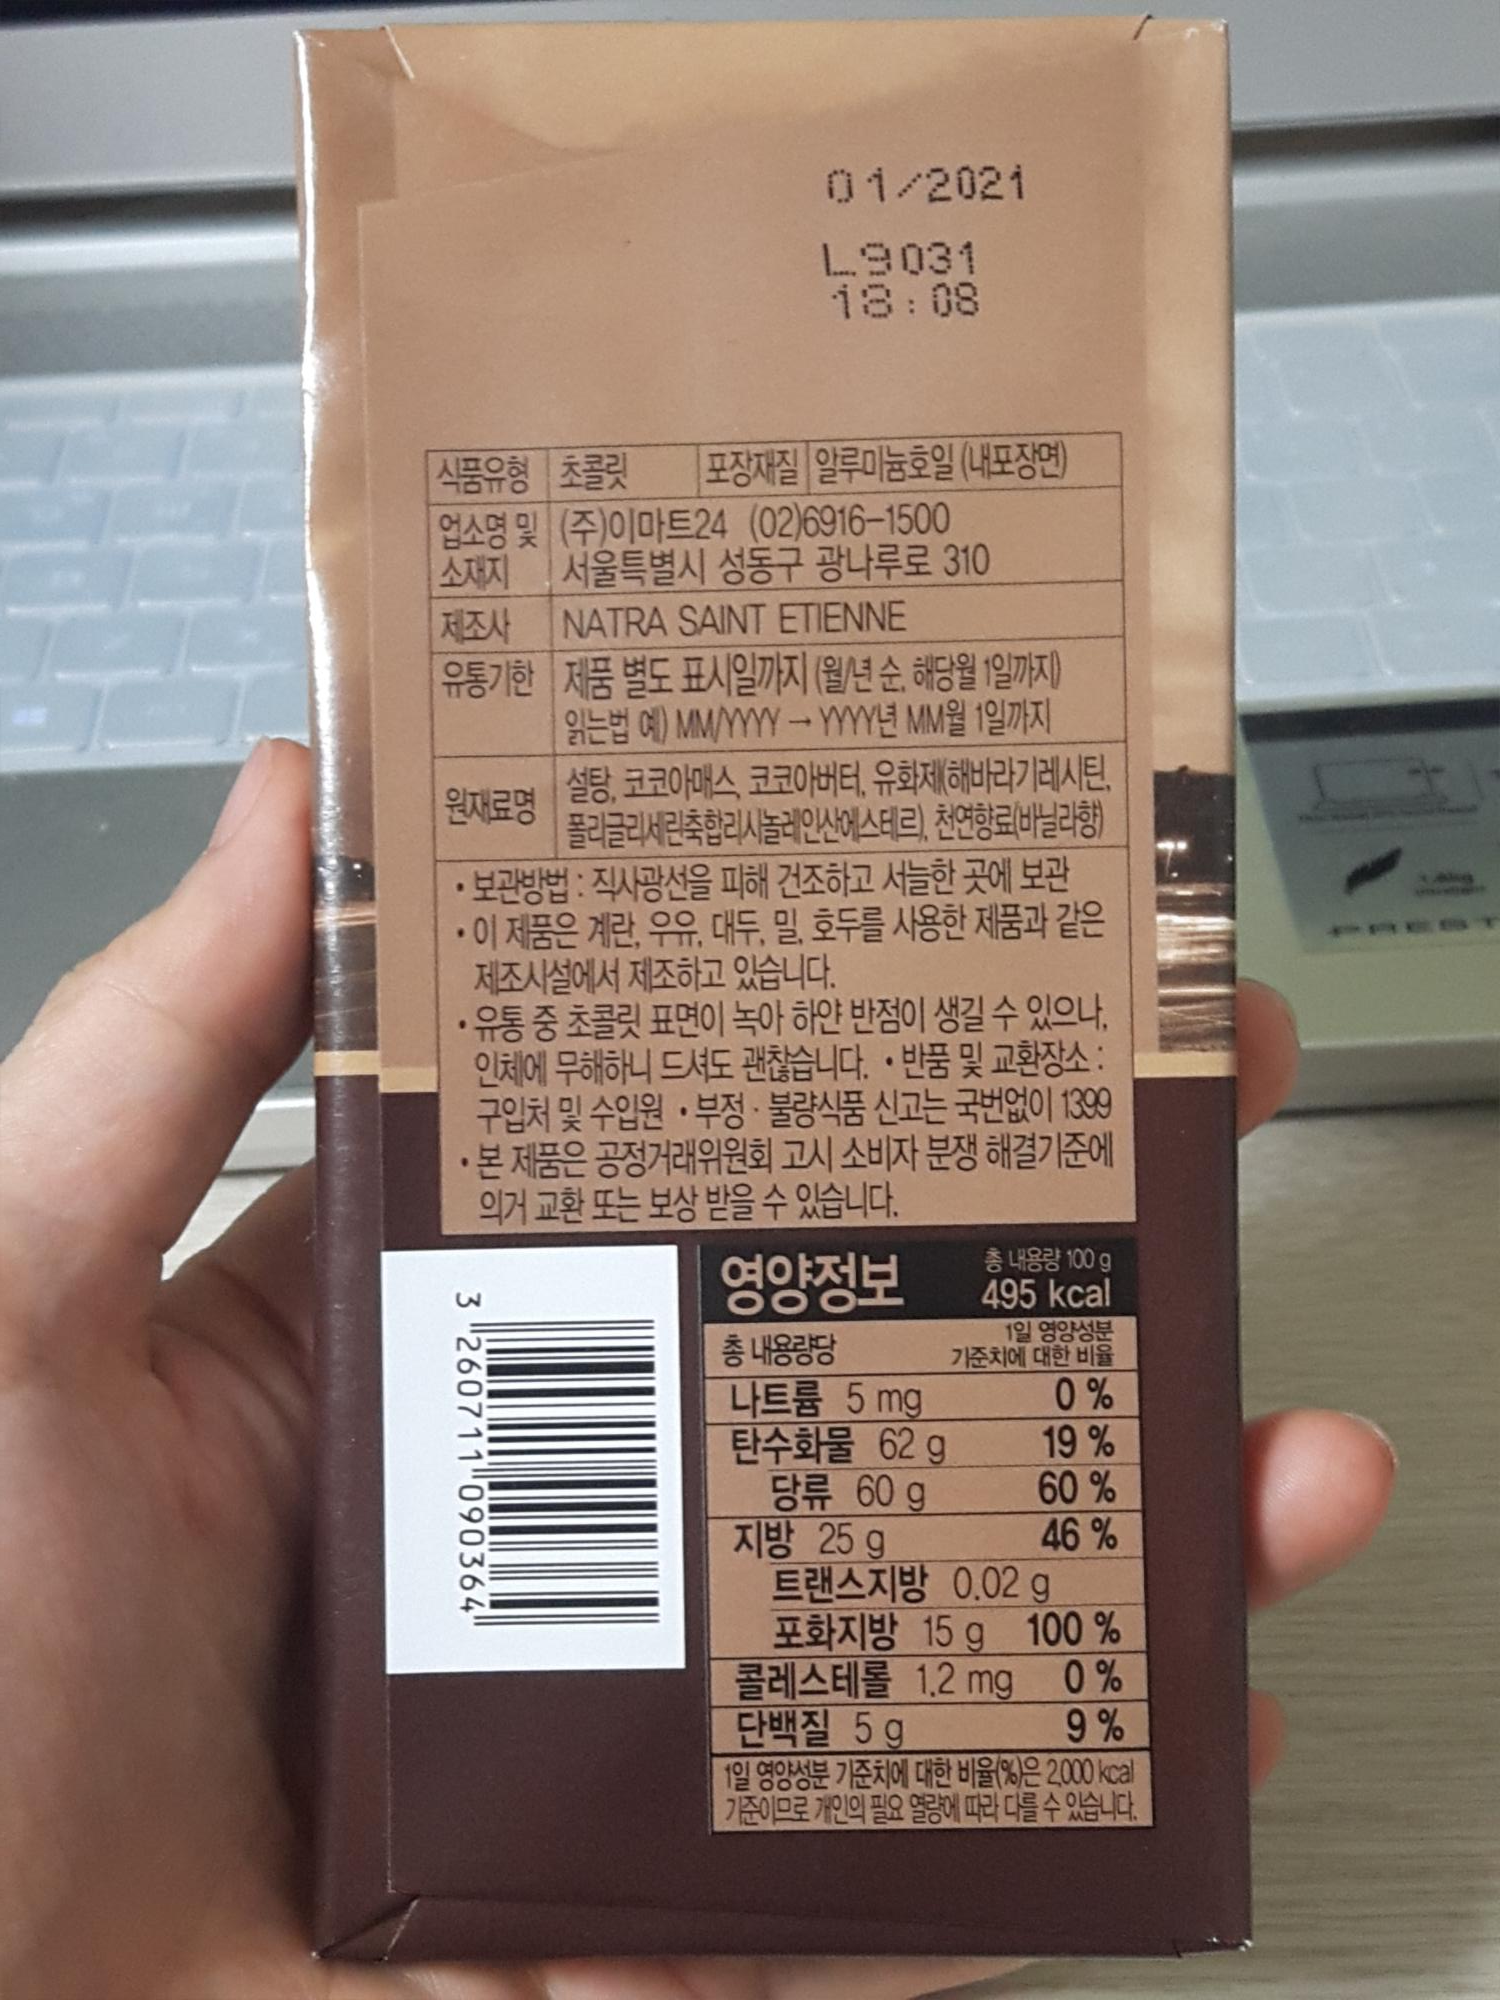 01/2021
L9031
18:08
식품유형 초콜릿 포장재질 알루미늄호일 (내포장면)
업소명 및 (주)이마트24 (02)6916-1500
소재지 서울특별시 성동구 광나루로 310
제조사 NATRA SAINT ETIENNE
유통기한 제품 별도 표시일까지 (월/년 순, 해당월 1일까지)
읽는법 예) MM/YYYY → YYYY년 MM월 1일까지
원재료명 설탕, 코코아매스, 코코아버터, 유화제(해바라기레시틴,
폴리글리세린축합리시놀레인산에스테르), 천연향료(바닐라향)
• 보관방법 : 직사광선을 피해 건조하고 서늘한 곳에 보관
• 이 제품은 계란, 우유, 대두, 밀, 호두를 사용한 제품과 같은
제조시설에서 제조하고 있습니다.
• 유통 중 초콜릿 표면이 녹아 하얀 반점이 생길 수 있으나,
인체에 무해하니 드셔도 괜찮습니다. • 반품 및 교환장소 :
구입처 및 수입원 • 부정 · 불량식품 신고는 국번없이 1399
• 본 제품은 공정거래위원회 고시 소비자 분쟁 해결기준에
의거 교환 또는 보상 받을 수 있습니다.
3 260711 090364
영양정보 총 내용량 100 g
495 kcal
총 내용량당 1일 영양성분
기준치에 대한 비율
나트륨 5 mg 0 %
탄수화물 62 g 19 %
당류 60 g 60 %
지방 25 g 46 %
트랜스지방 0.02 g
포화지방 15 g 100 %
콜레스테롤 1.2 mg 0 %
단백질 5 g 9 %
1일 영양성분 기준치에 대한 비율(%)은 2,000 kcal
기준이므로 개인의 필요 열량에 따라 다를 수 있습니다.